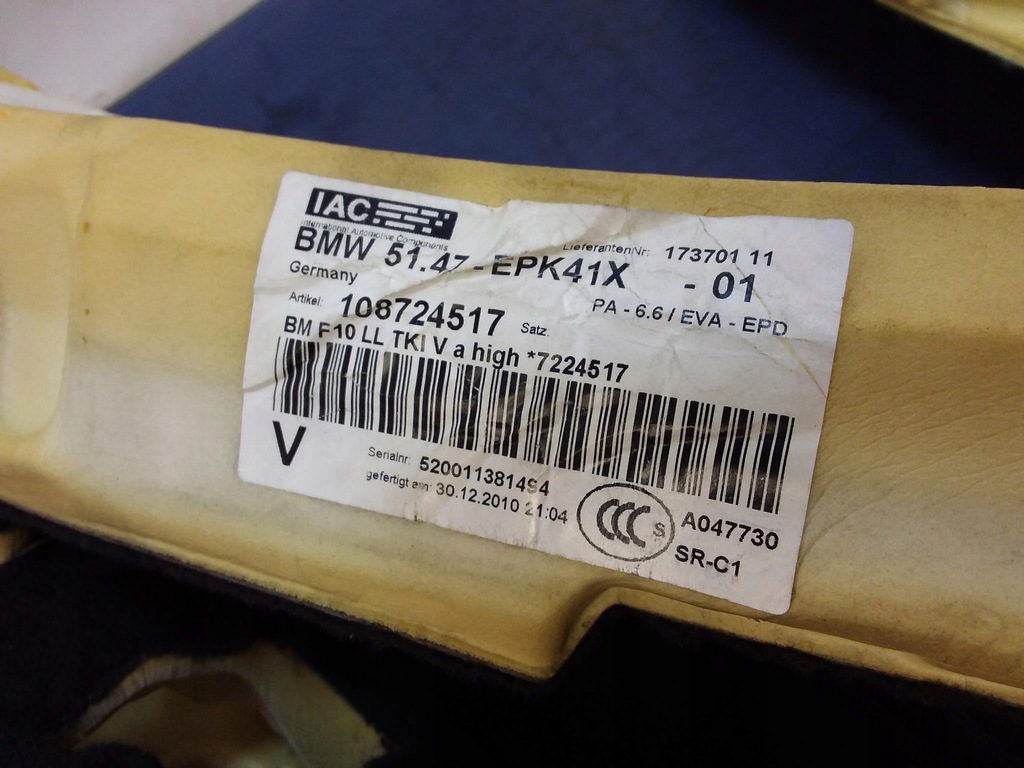 IAC
International Automotive Components
LieferantenNr: 173701 11
BMW 51.47 - EPK41X - 01
Germany
PA - 6.6 / EVA - EPD
Artikel: 108724517 Satz:
BM F10 LL TKI V a high *7224517
V
Serialnr: 520011381494
gefertigt am: 30.12.2010 21:04
CCC S
A047730
SR-C1